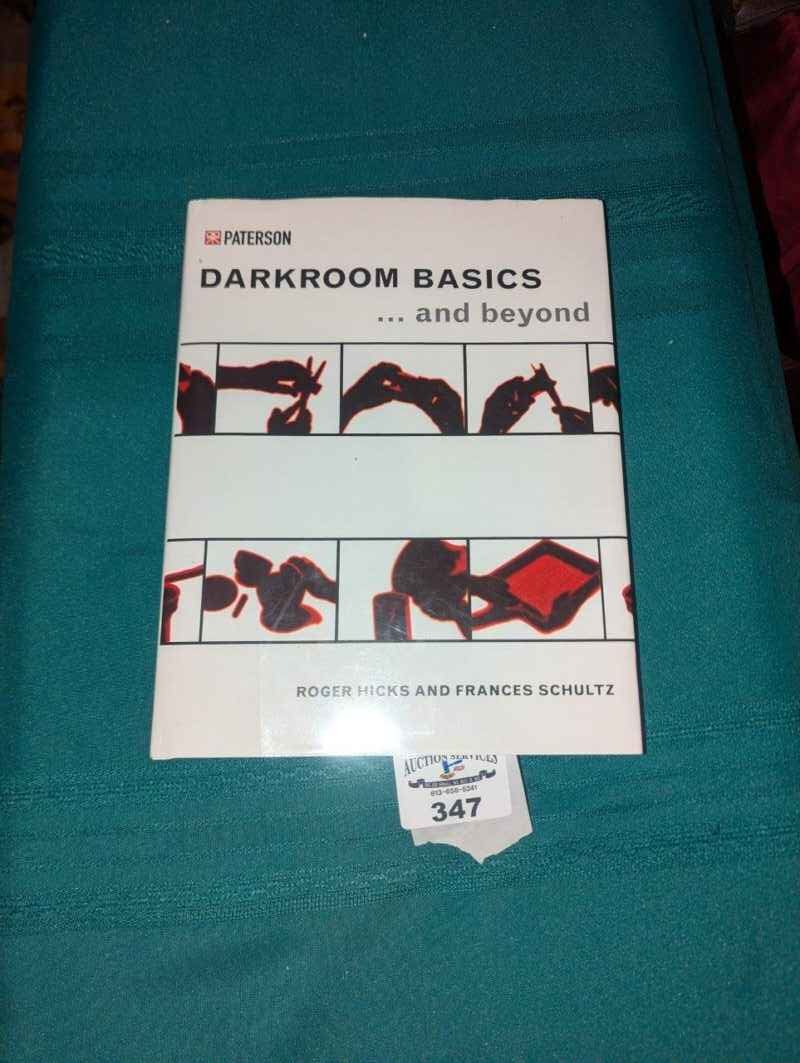 PATERSON
DARKROOM BASICS
... and beyond
ROGER HICKS AND FRANCES SCHULTZ
AUCTION SERVICES
347